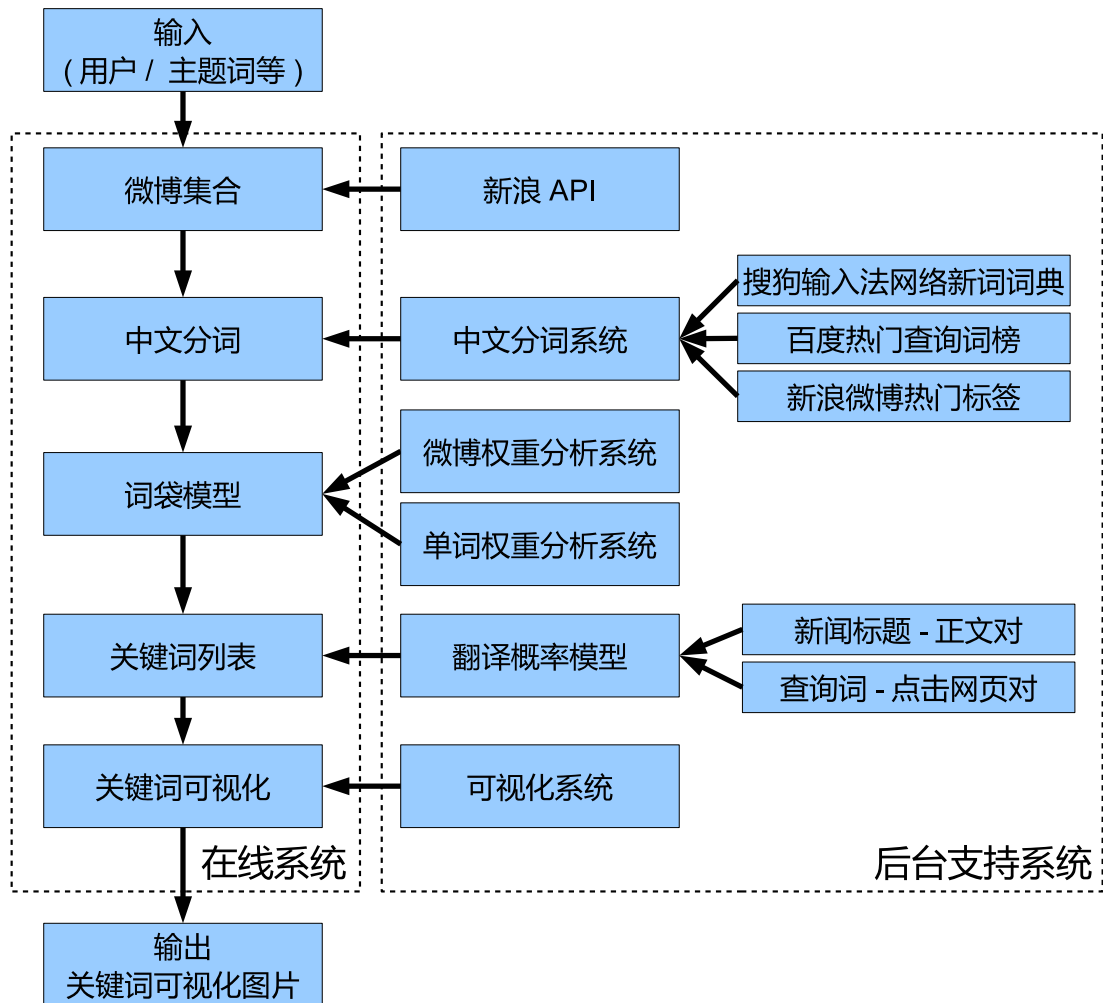 输入
( 用户 / 主题词等 )
微博集合
新浪 API
搜狗输入法网络新词词典
中文分词
中文分词系统
百度热门查询词榜
新浪微博热门标签
微博权重分析系统
词袋模型
单词权重分析系统
新闻标题 - 正文对
关键词列表
翻译概率模型
查询词 - 点击网页对
关键词可视化
可视化系统
在线系统
后台支持系统
输出
关键词可视化图片